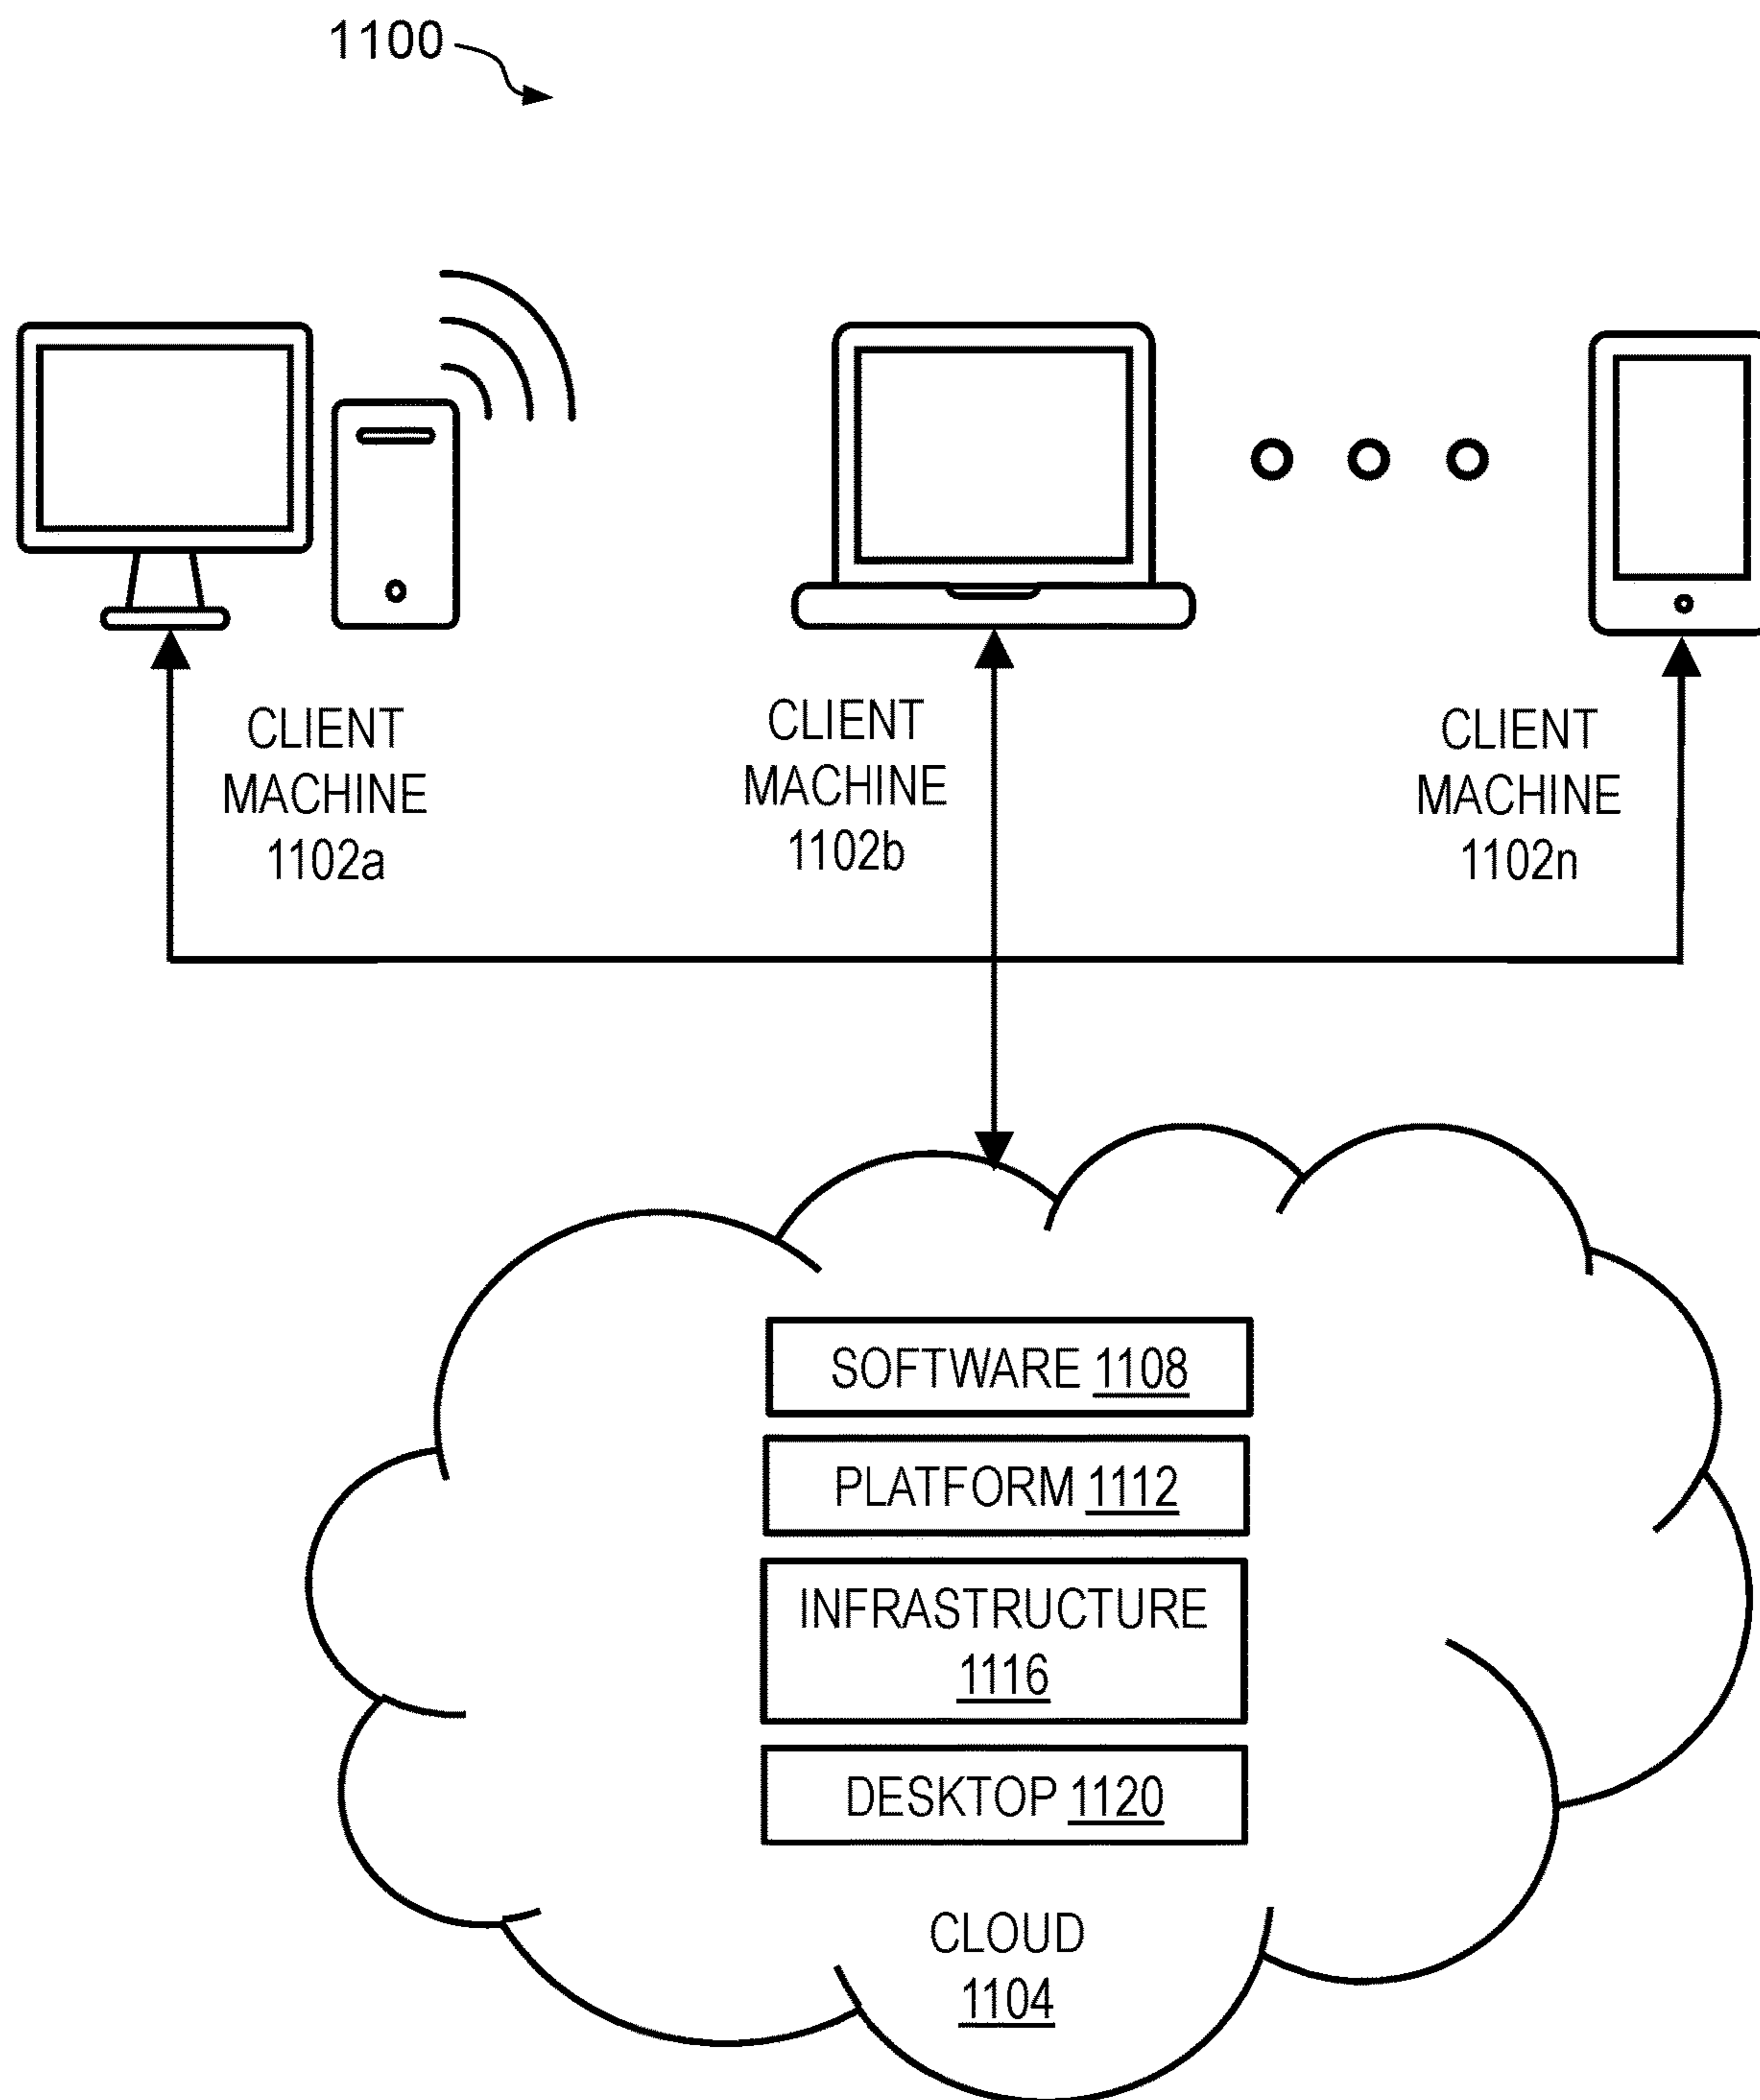 1100
CLIENT
MACHINE
1102a
CLIENT
MACHINE
1102b
CLIENT
MACHINE
1102n
SOFTWARE 1108
PLATFORM 1112
INFRASTRUCTURE
1116
DESKTOP 1120
CLOUD
1104